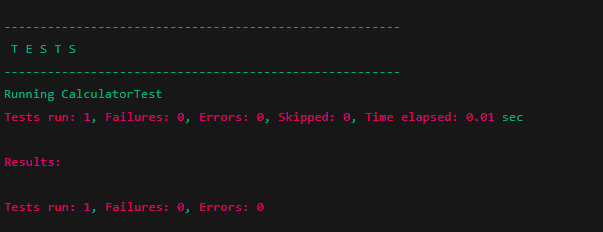 -------------------------------------------------------
T E S T S
-------------------------------------------------------
Running CalculatorTest
Tests run: 1, Failures: 0, Errors: 0, Skipped: 0, Time elapsed: 0.01 sec
Results:
Tests run: 1, Failures: 0, Errors: 0